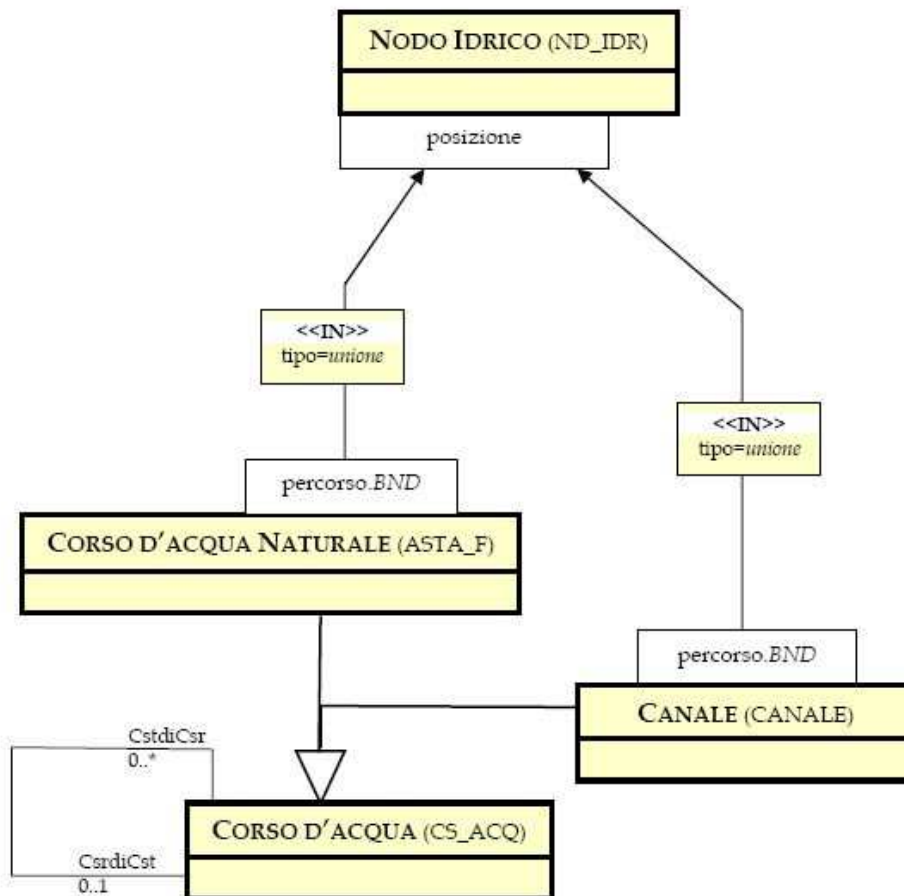 NODO IDRICO (ND_IDR)
posizione
<<IN>>
tipo=unione
<<IN>>
tipo=unione
percorso.BND
CORSO D'ACQUA NATURALE (ASTA_F)
percorso.BND
CANALE (CANALE)
CstdiCsr
0..*
CORSO D'ACQUA (CS_ACQ)
CsrdiCst
0..1